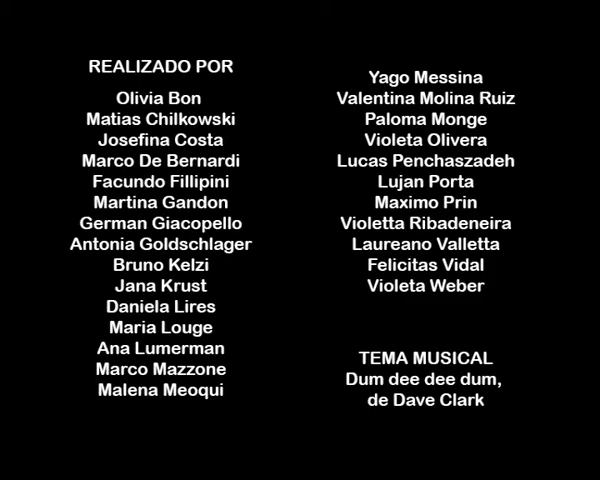 REALIZADO POR
Olivia Bon
Matias Chilkowski
Josefina Costa
Marco De Bernardi
Facundo Fillipini
Martina Gandon
German Giacopello
Antonia Goldschlager
Bruno Kelzi
Jana Krust
Daniela Lires
Maria Louge
Ana Lumerman
Marco Mazzone
Malena Meoqui
Yago Messina
Valentina Molina Ruiz
Paloma Monge
Violeta Olivera
Lucas Penchaszadeh
Lujan Porta
Maximo Prin
Violetta Ribadeneira
Laureano Valletta
Felicitas Vidal
Violeta Weber
TEMA MUSICAL
Dum dee dee dum,
de Dave Clark